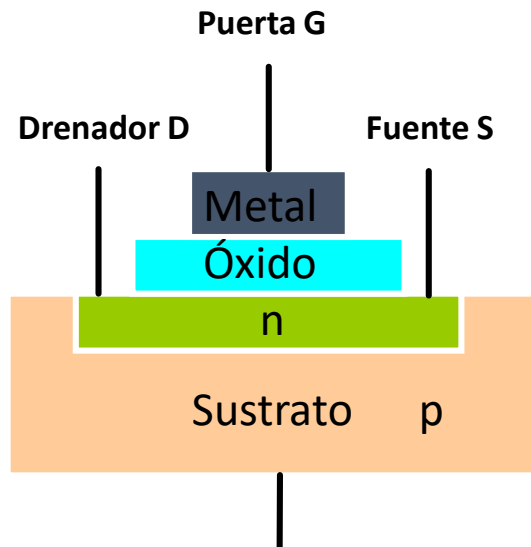 Puerta G
Drenador D
Fuente S
Metal
Óxido
n
Sustrato p